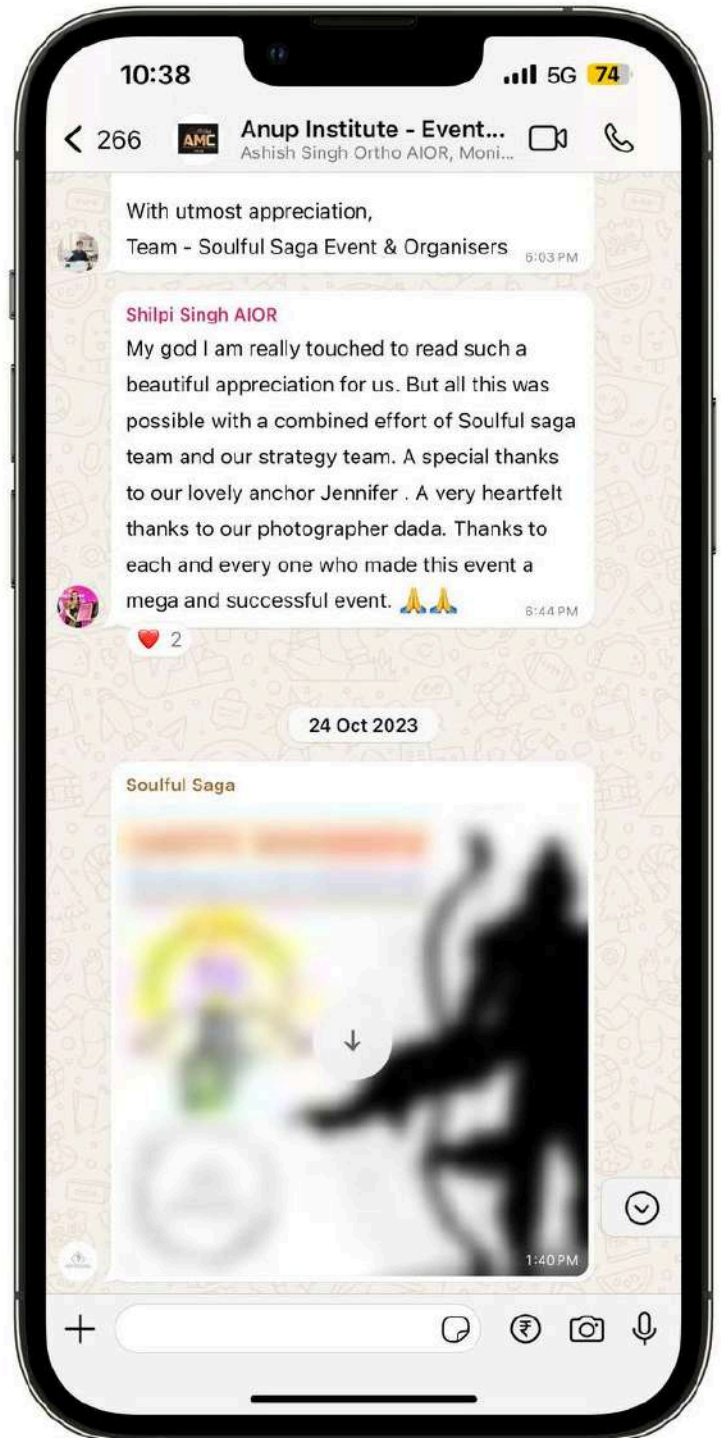 10:38
5G 74
266
AMC
Anup Institute - Event...
Ashish Singh Ortho AIOR, Moni...
With utmost appreciation,
Team - Soulful Saga Event & Organisers
6:03 PM
Shilpi Singh AIOR
My god I am really touched to read such a
beautiful appreciation for us. But all this was
possible with a combined effort of Soulful saga
team and our strategy team. A special thanks
to our lovely anchor Jennifer . A very heartfelt
thanks to our photographer dada. Thanks to
each and every one who made this event a
mega and successful event. 🙏🙏
6:44 PM
❤️ 2
24 Oct 2023
Soulful Saga
1:40 PM
₹